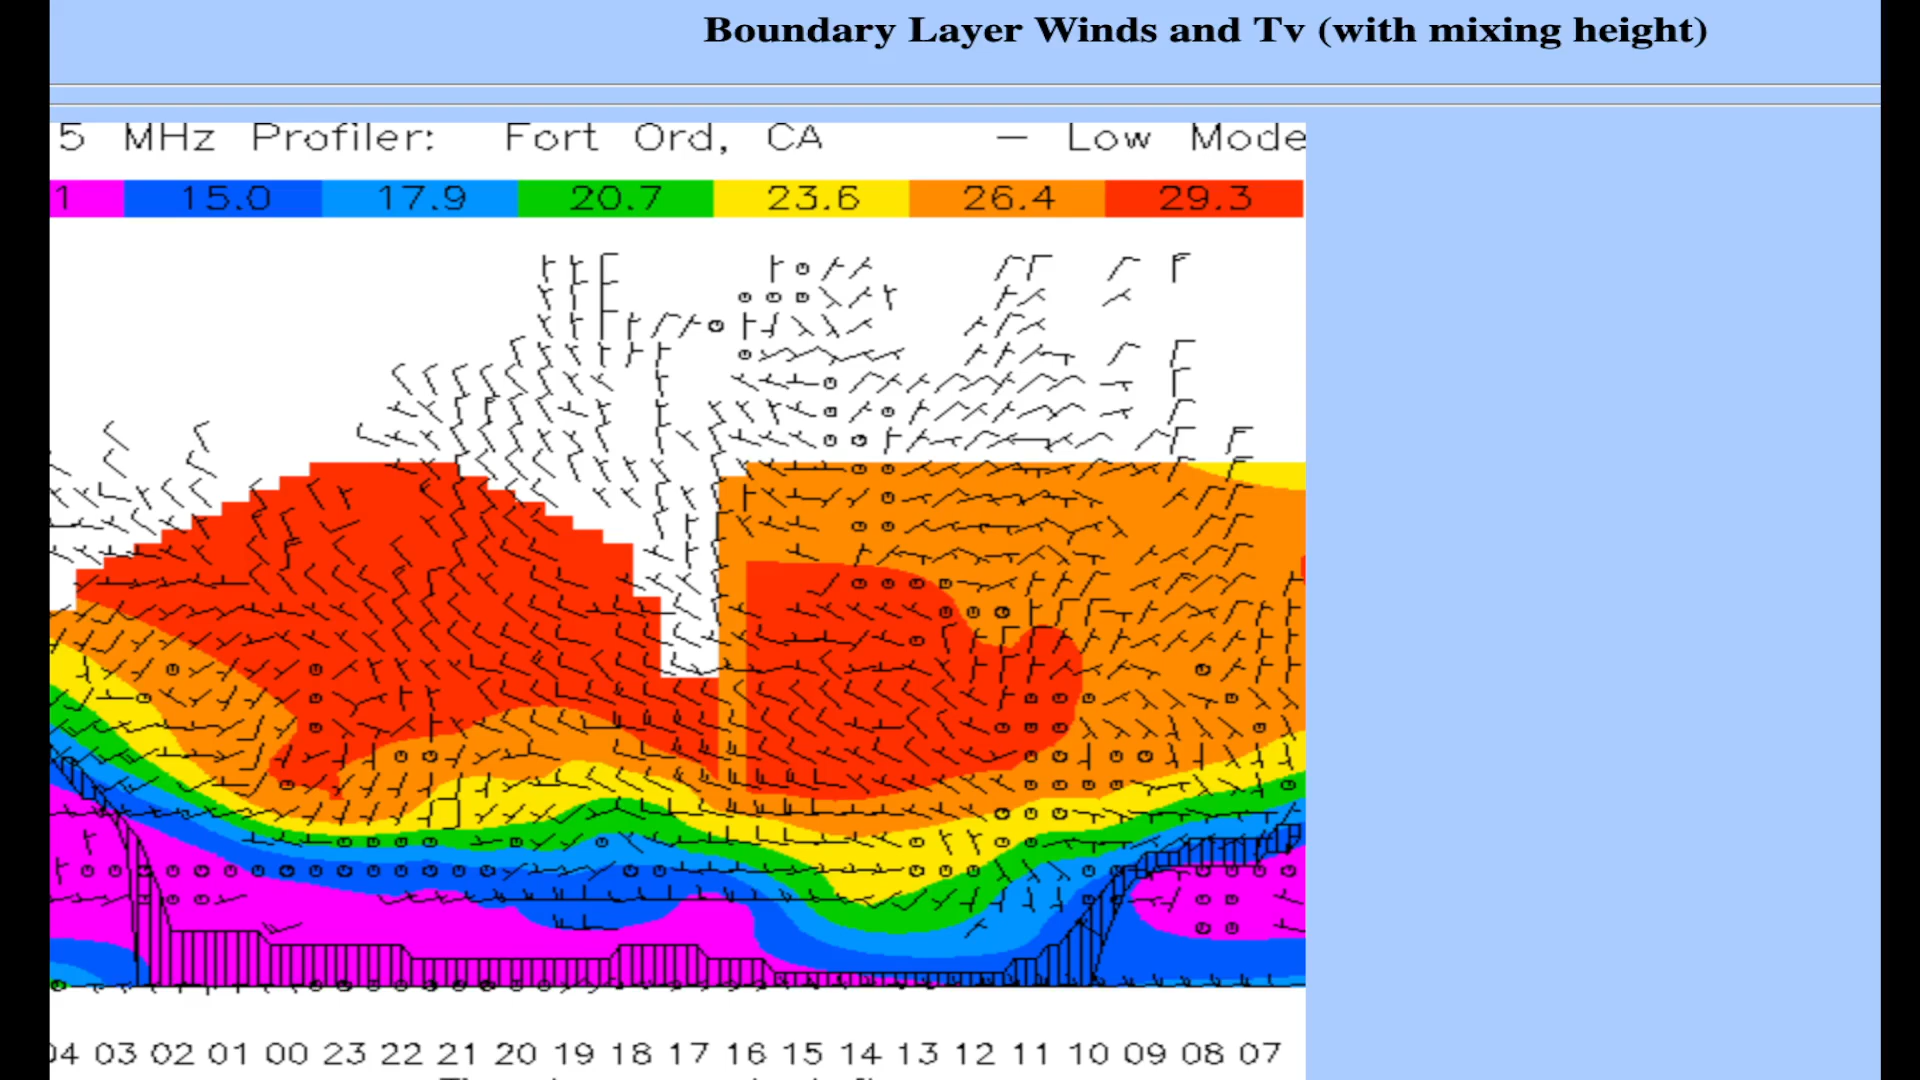 Boundary Layer Winds and Tv (with mixing height)
5 MHz Profiler: Fort Ord, CA – Low Mode
1 15.0 17.9 20.7 23.6 26.4 29.3
04 03 02 01 00 23 22 21 20 19 18 17 16 15 14 13 12 11 10 09 08 07